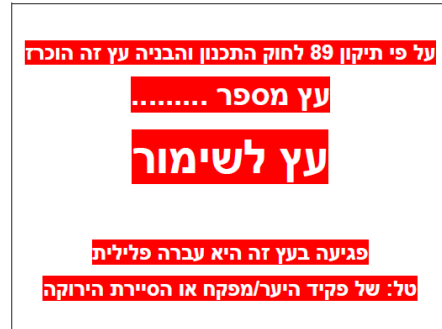 על פי תיקון 89 לחוק התכנון והבניה עץ זה הוכרז
עץ מספר .........
עץ לשימור
פגיעה בעץ זה היא עברה פלילית
טל: של פקיד היער/מפקח או הסיירת הירוקה